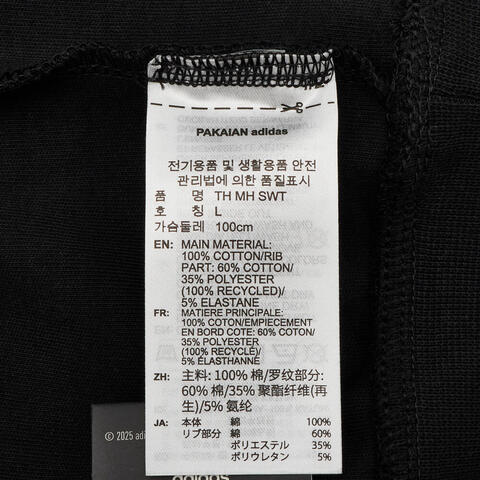 PAKAIAN adidas
전기용품 및 생활용품 안전
관리법에 의한 품질표시
품 명 TH MH SWT
호 칭 L
가슴둘레 100cm
EN: MAIN MATERIAL:
100% COTTON/RIB
PART: 60% COTTON/
35% POLYESTER
(100% RECYCLED)/
5% ELASTANE
FR: MATIERE PRINCIPALE:
100% COTON/EMPIECEMENT
EN BORD COTE: 60% COTON/
35% POLYESTER
(100% RECYCLÉ)/
5% ÉLASTHANNE
ZH: 主料: 100% 棉/罗纹部分:
60% 棉/35% 聚酯纤维(再
生)/5% 氨纶
JA: 本体 綿 100%
リブ部分 綿 60%
ポリエステル 35%
ポリウレタン 5%
© 2025 adi
adidas